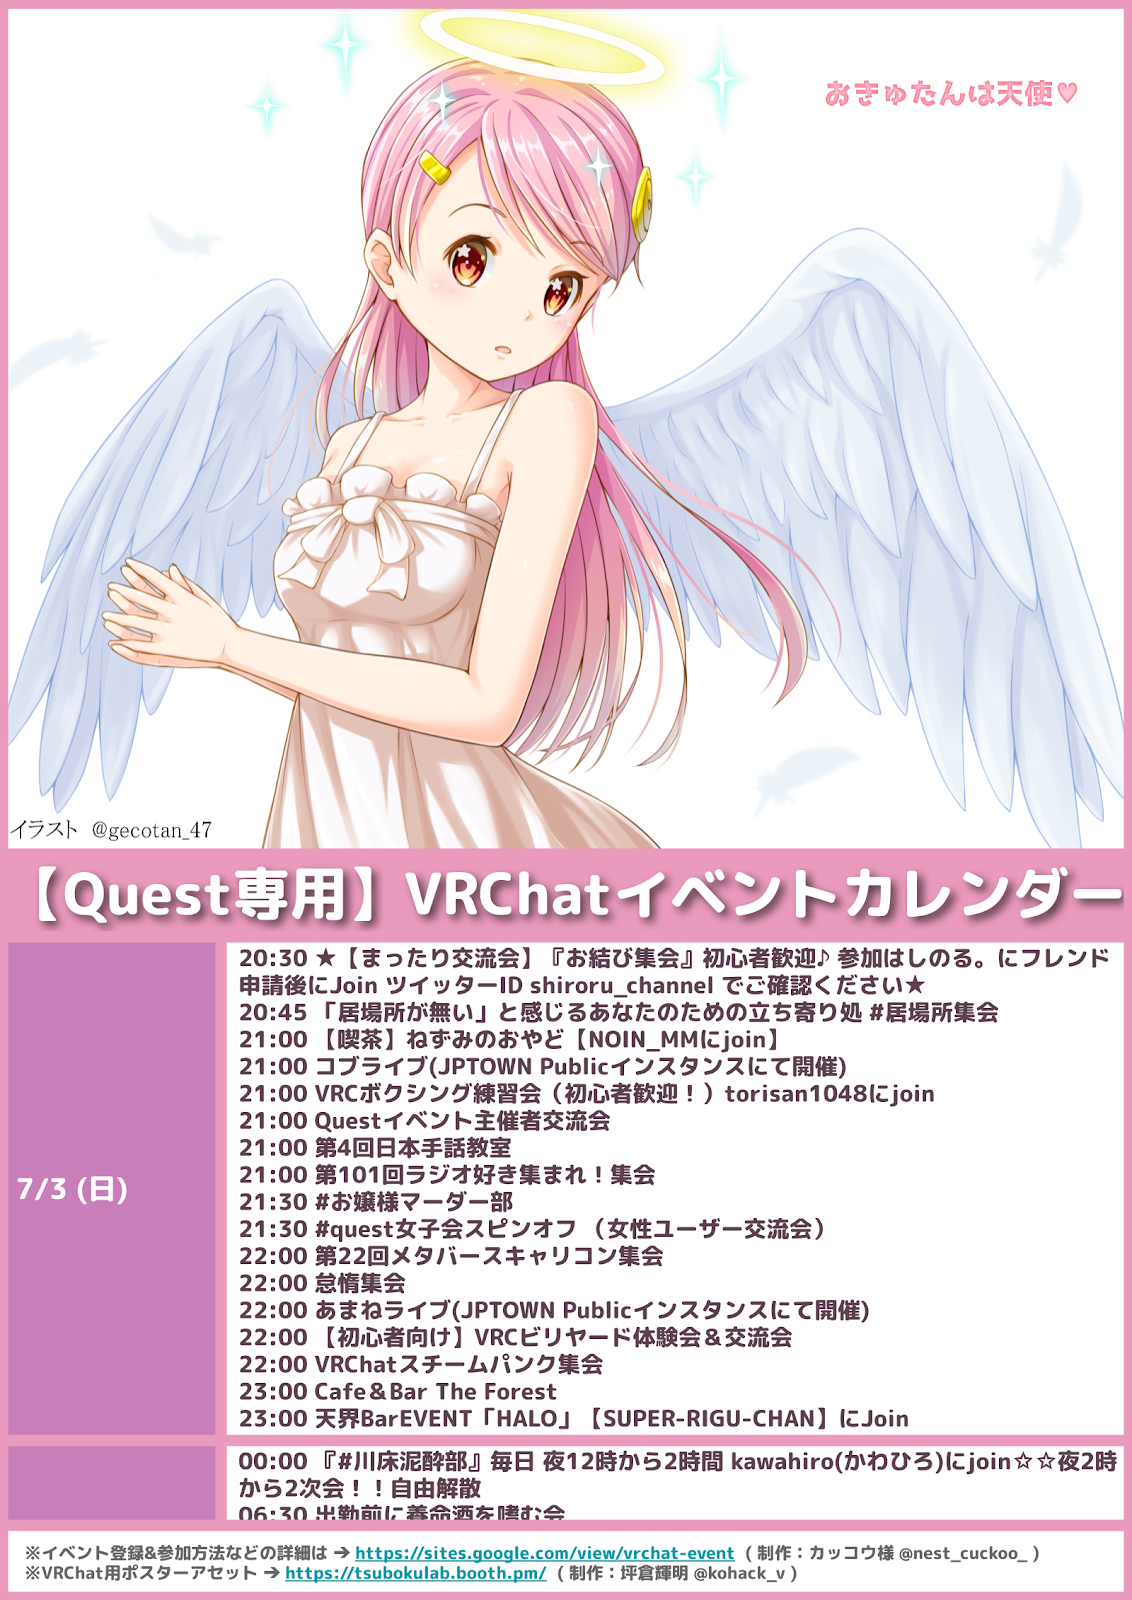 おきゅたんは天使♥
イラスト @gecotan_47
【Quest専用】VRChatイベントカレンダー
7/3 (日)
20:30 ★【まったり交流会】『お結び集会』初心者歓迎♪ 参加はしのる。にフレンド
申請後にJoin ツイッターID shiroru_channel でご確認ください★
20:45 「居場所が無い」と感じるあなたのための立ち寄り処 #居場所集会
21:00 【喫茶】ねずみのおやど【NOIN_MMにjoin】
21:00 コブライブ(JPTOWN Publicインスタンスにて開催)
21:00 VRCボクシング練習会（初心者歓迎！）torisan1048にjoin
21:00 Questイベント主催者交流会
21:00 第4回日本手話教室
21:00 第101回ラジオ好き集まれ！集会
21:30 #お嬢様マーダー部
21:30 #quest女子会スピンオフ （女性ユーザー交流会）
22:00 第22回メタバースキャリコン集会
22:00 怠惰集会
22:00 あまねライブ(JPTOWN Publicインスタンスにて開催)
22:00 【初心者向け】VRCビリヤード体験会＆交流会
22:00 VRChatスチームパンク集会
23:00 Cafe＆Bar The Forest
23:00 天界BarEVENT「HALO」【SUPER-RIGU-CHAN】にJoin
00:00 『#川床泥酔部』毎日 夜12時から2時間 kawahiro(かわひろ)にjoin☆☆夜2時
から2次会！！自由解散
06:30 出勤前に養命酒を嗜む会
※イベント登録&参加方法などの詳細は ➔ https://sites.google.com/view/vrchat-event （ 制作：カッコウ様 @nest_cuckoo_ ）
※VRChat用ポスターアセット ➔ https://tsubokulab.booth.pm/ （ 制作：坪倉輝明 @kohack_v ）